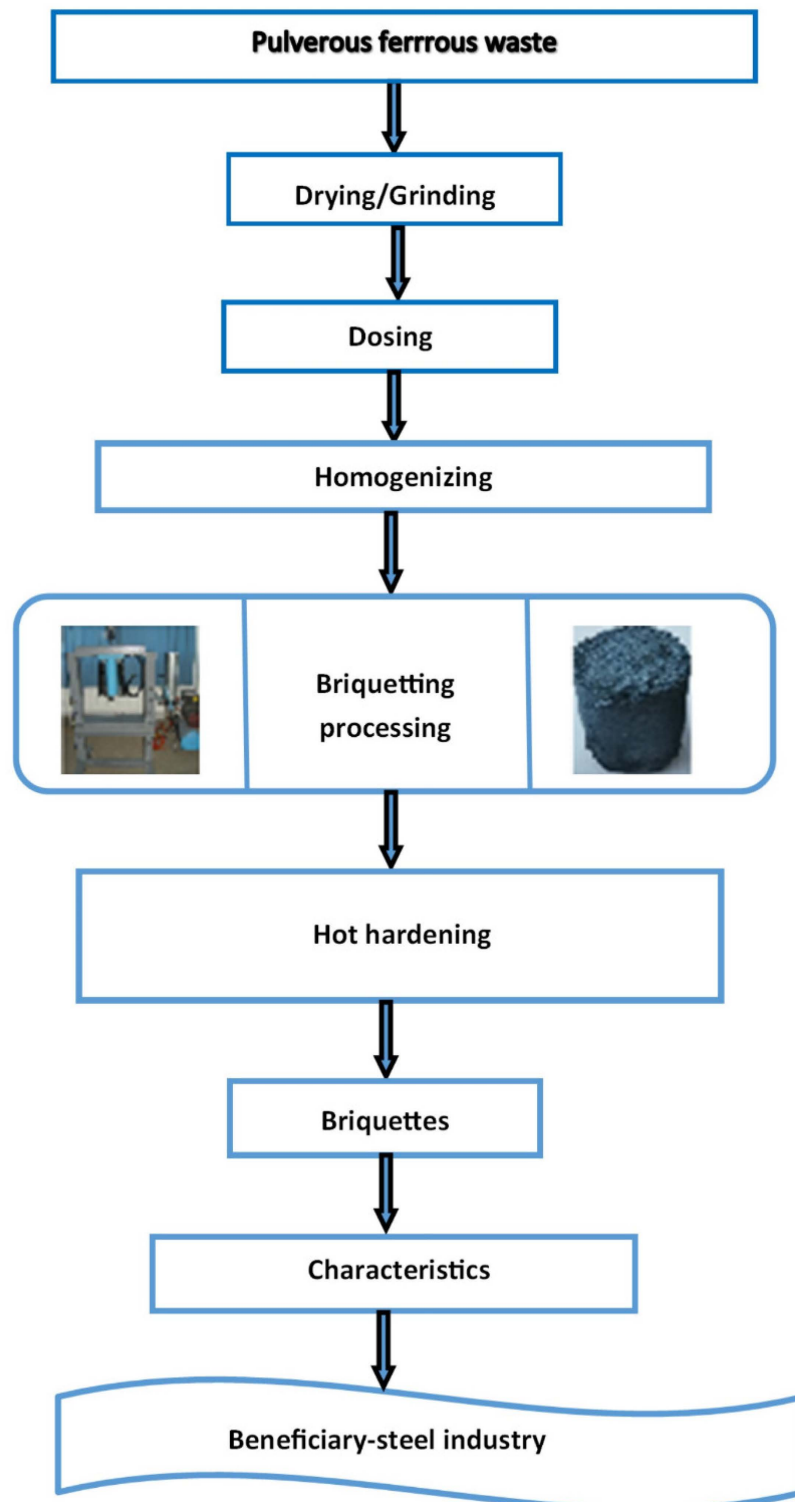 Pulverous ferrrous waste
Drying/Grinding
Dosing
Homogenizing
Briquetting
processing
Hot hardening
Briquettes
Characteristics
Beneficiary-steel industry